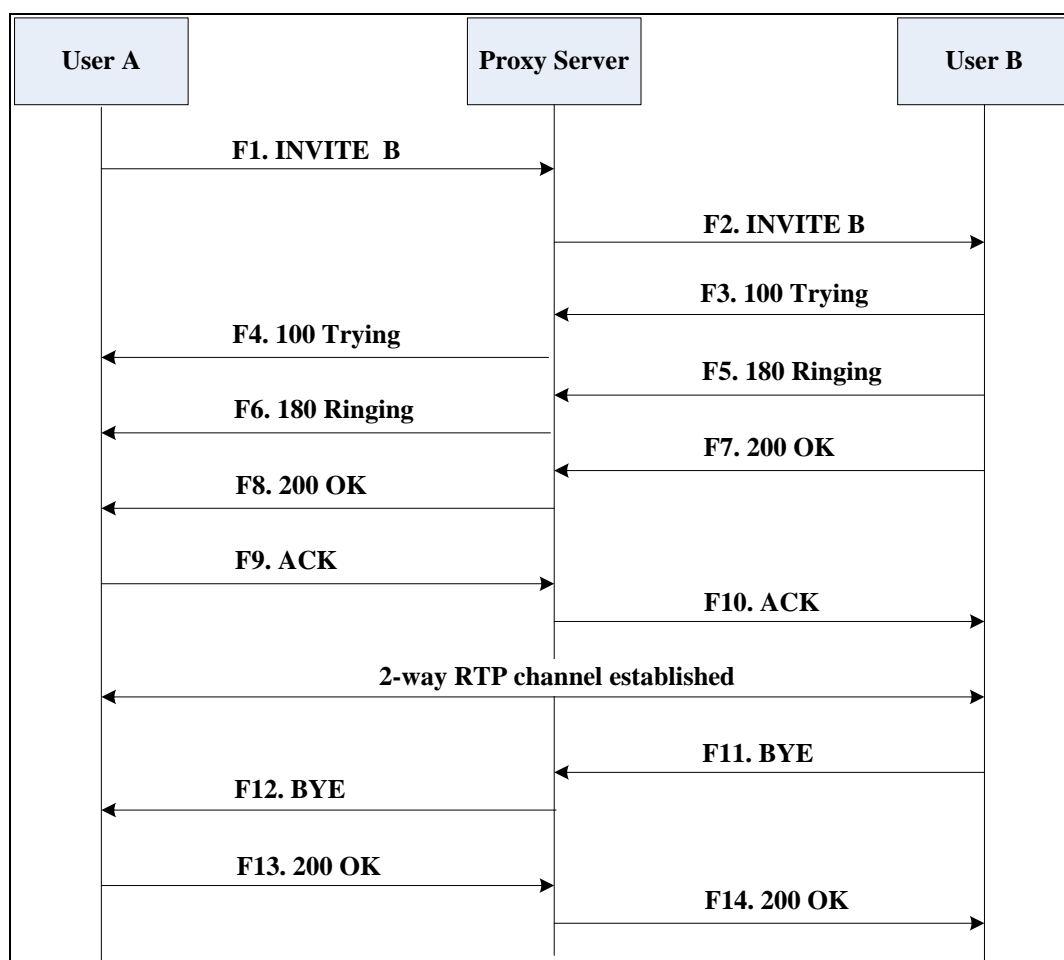 User A
Proxy Server
User B
F1. INVITE  B
F2. INVITE B
F3. 100 Trying
F4. 100 Trying
F5. 180 Ringing
F6. 180 Ringing
F7. 200 OK
F8. 200 OK
F9. ACK
F10. ACK
2-way RTP channel established
F11. BYE
F12. BYE
F13. 200 OK
F14. 200 OK